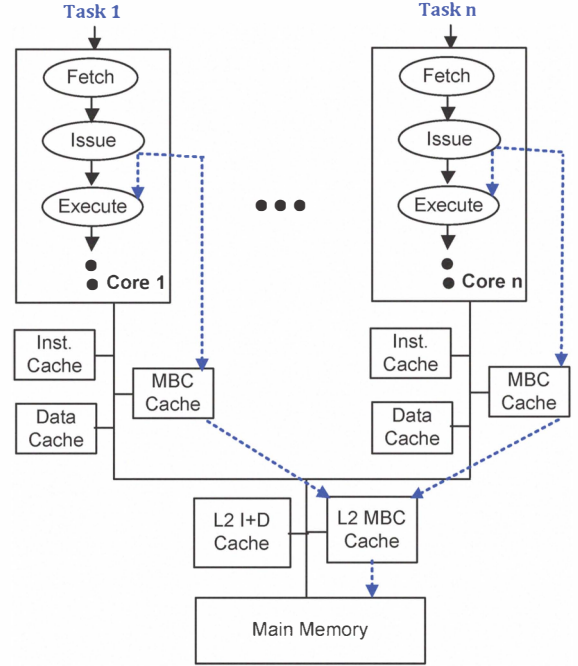 Task 1
Fetch
Issue
Execute
Core 1
Inst.
Cache
MBC
Cache
Data
Cache
Task n
Fetch
Issue
Execute
Core n
Inst.
Cache
MBC
Cache
Data
Cache
L2 I+D
Cache
L2 MBC
Cache
Main Memory